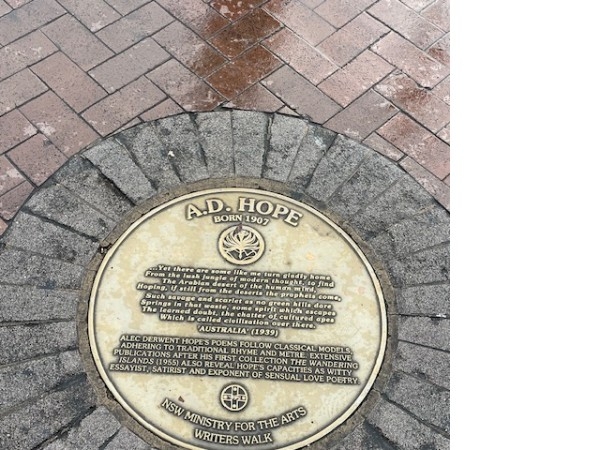 A.D. HOPE
BORN 1907
...Yet there are some like me turn gladly home
From the lush jungle of modern thought, to find
The Arabian desert of the human mind,
Hoping, if still from the deserts the prophets come,
Such savage and scarlet as no green hills dare
Springs in that waste, some spirit which escapes
The learned doubt, the chatter of cultured apes
Which is called civilisation over there.
'AUSTRALIA' (1939)
ALEC DERWENT HOPE'S POEMS FOLLOW CLASSICAL MODELS,
ADHERING TO TRADITIONAL RHYME AND METRE. EXTENSIVE
PUBLICATIONS AFTER HIS FIRST COLLECTION THE WANDERING
ISLANDS (1955) ALSO REVEAL HOPE'S CAPACITIES AS WITTY
ESSAYIST, SATIRIST AND EXPONENT OF SENSUAL LOVE POETRY.
NSW MINISTRY FOR THE ARTS
WRITERS WALK